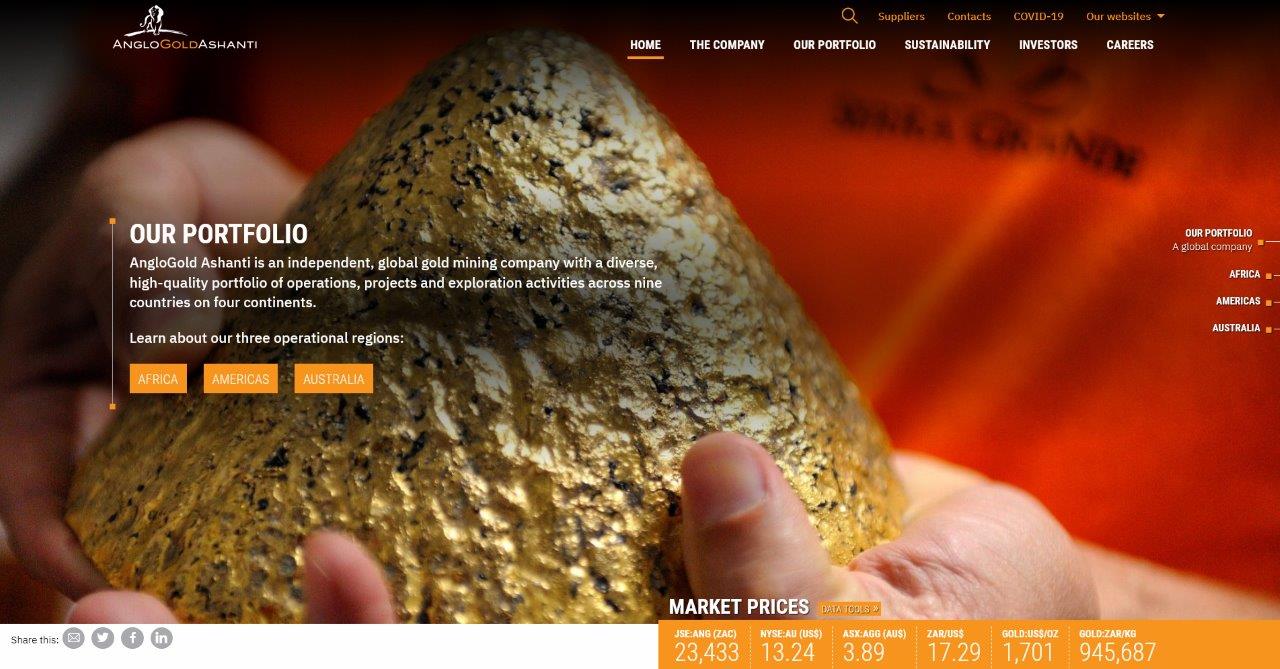 ANGLOGOLDASHANTI
Suppliers Contacts COVID-19 Our websites
HOME THE COMPANY OUR PORTFOLIO SUSTAINABILITY INVESTORS CAREERS
GRANDE
OUR PORTFOLIO
AngloGold Ashanti is an independent, global gold mining company with a diverse,
high-quality portfolio of operations, projects and exploration activities across nine
countries on four continents.
Learn about our three operational regions:
AFRICA AMERICAS AUSTRALIA
OUR PORTFOLIO
A global company
AFRICA
AMERICAS
AUSTRALIA
MARKET PRICES DATA TOOLS »
Share this:
JSE:ANG (ZAC) NYSE:AU (US$) ASX:AGG (AU$) ZAR/US$ GOLD:US$/OZ GOLD:ZAR/KG
23,433 13.24 3.89 17.29 1,701 945,687